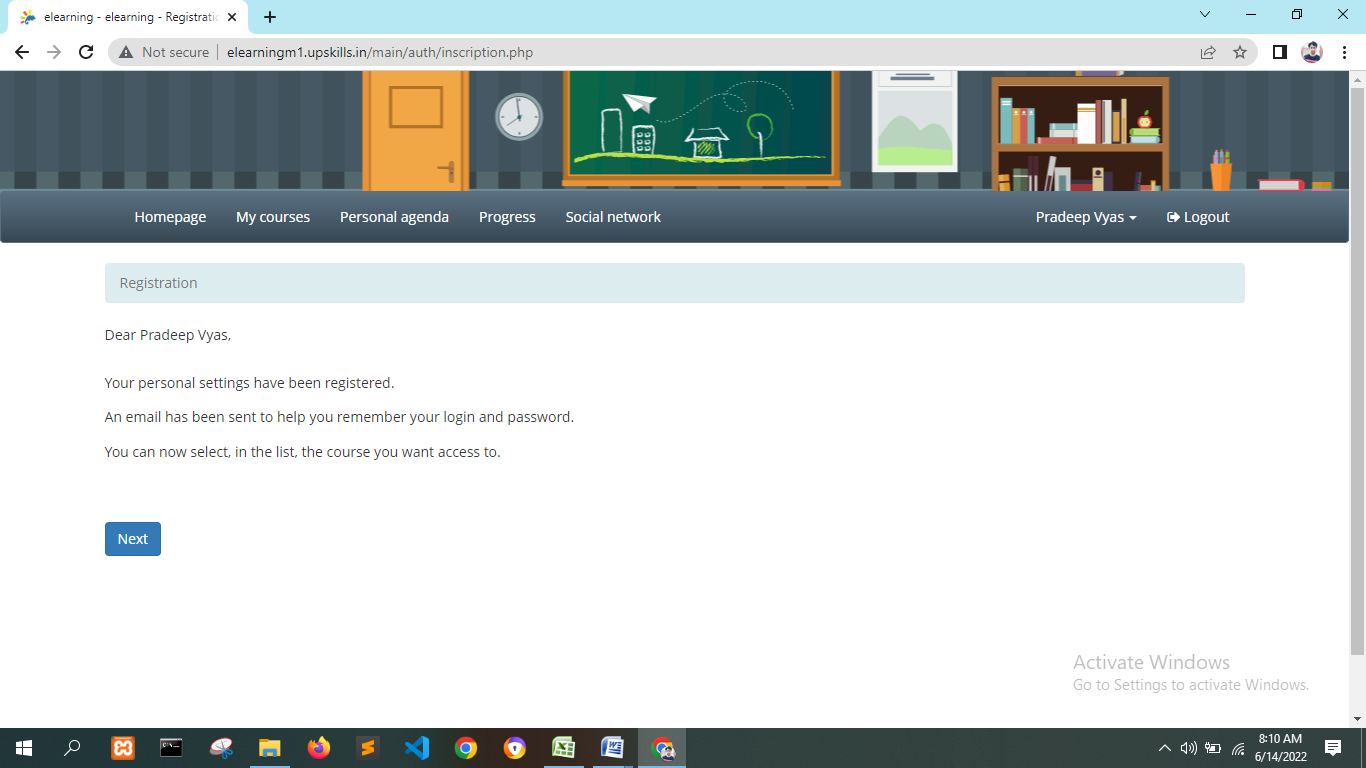 elearning - elearning - Registratio
Not secure
elearningm1.upskills.in/main/auth/inscription.php
Homepage
My courses
Personal agenda
Progress
Social network
Pradeep Vyas
Logout
Registration
Dear Pradeep Vyas,
Your personal settings have been registered.
An email has been sent to help you remember your login and password.
You can now select, in the list, the course you want access to.
Next
Activate Windows
Go to Settings to activate Windows.
8:10 AM
6/14/2022